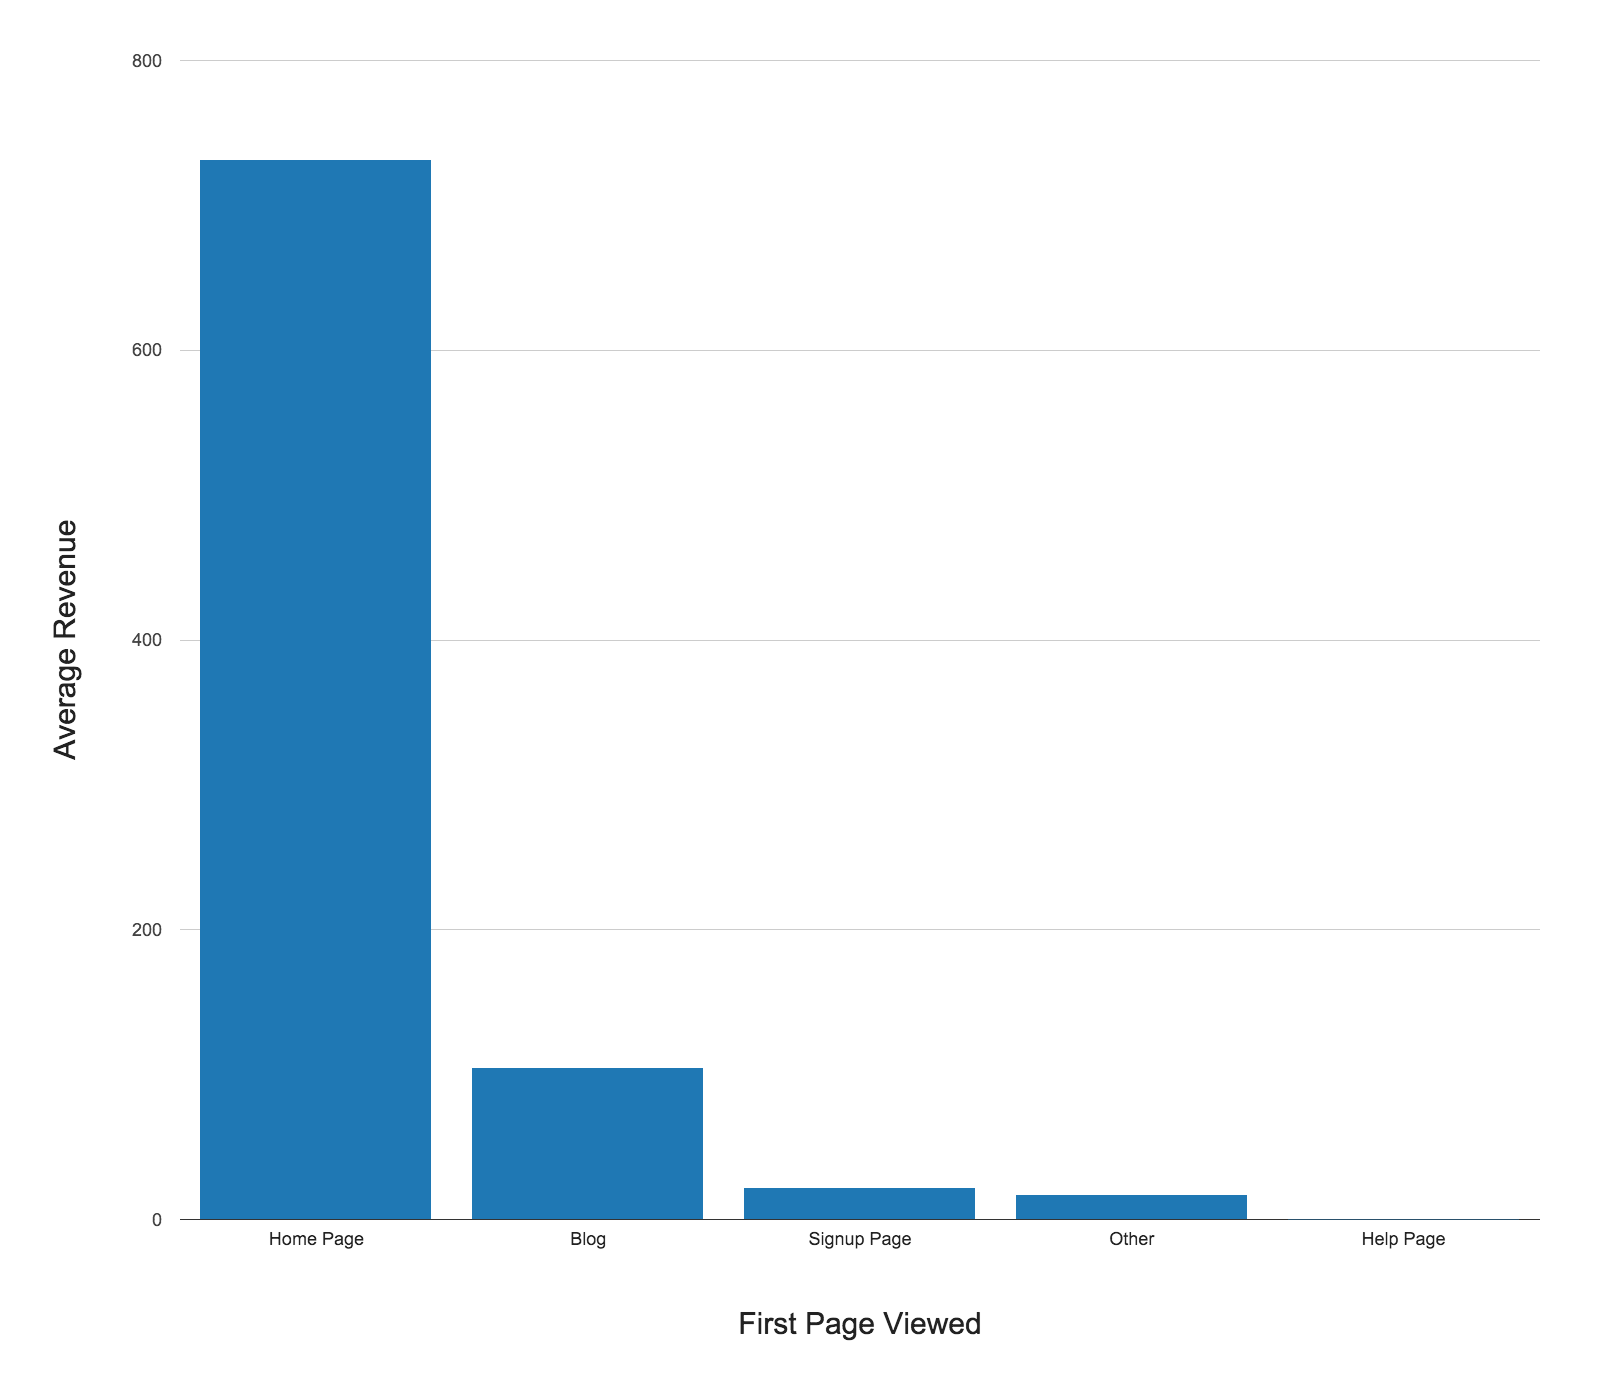 800
600
400
200
0
Average Revenue
Home Page
Blog
Signup Page
Other
Help Page
First Page Viewed